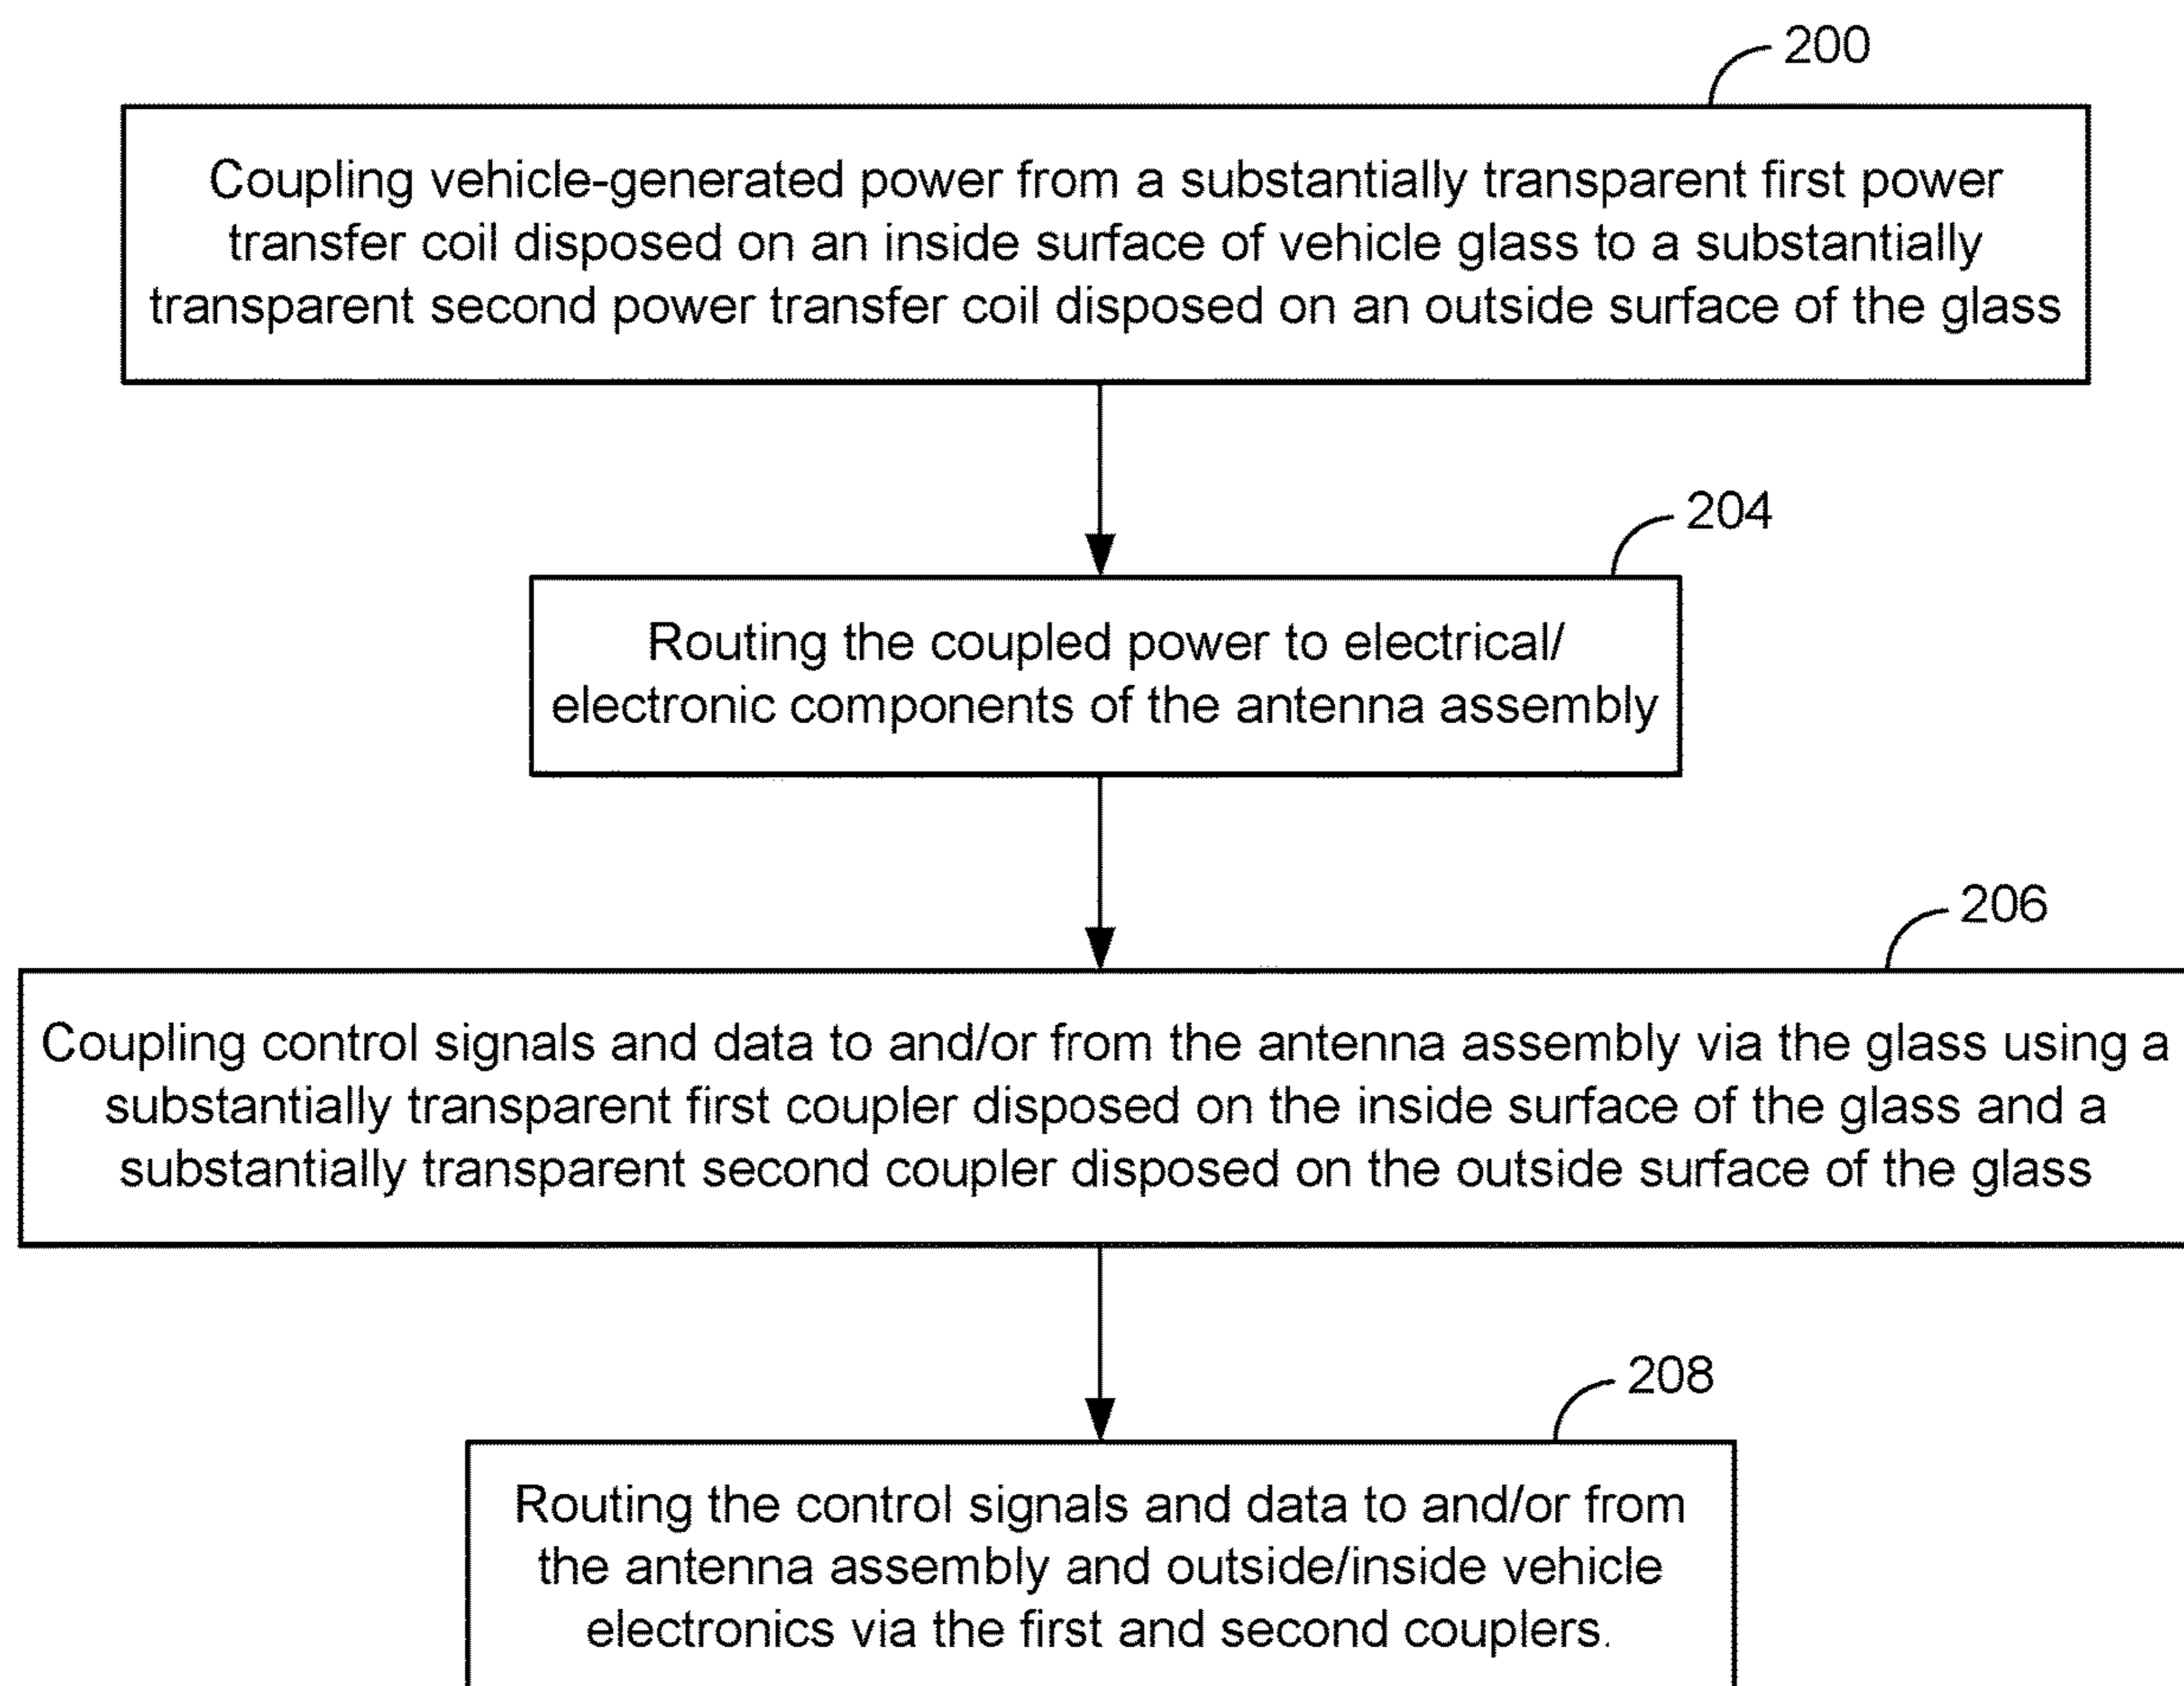 200
Coupling vehicle-generated power from a substantially transparent first power
transfer coil disposed on an inside surface of vehicle glass to a substantially
transparent second power transfer coil disposed on an outside surface of the glass
204
Routing the coupled power to electrical/
electronic components of the antenna assembly
206
Coupling control signals and data to and/or from the antenna assembly via the glass using a
substantially transparent first coupler disposed on the inside surface of the glass and a
substantially transparent second coupler disposed on the outside surface of the glass
208
Routing the control signals and data to and/or from
the antenna assembly and outside/inside vehicle
electronics via the first and second couplers.